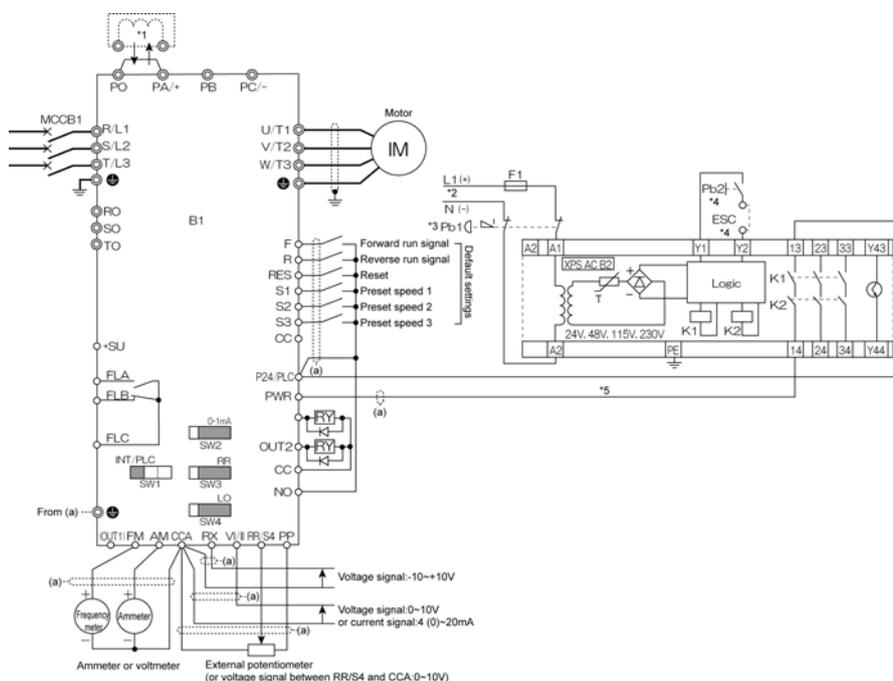 *1
PO PA/+ PB PC/-
MCCB1
R/L1
S/L2
T/L3
RO
SO
TO
B1
U/T1
V/T2
W/T3
Motor
IM
F
R
RES
S1
S2
S3
CC
Forward run signal
Reverse run signal
Reset
Preset speed 1
Preset speed 2
Preset speed 3
Default settings
(a)
+SU
FLA
FLB
FLC
P24/PLC
PWR
(a)
*5
RY
OUT2
RY
CC
NO
0-1mA
SW2
INT/PLC
SW1
RR
SW3
LO
SW4
From (a)
(OUT1) FM AM CCA RX VI/II RR/S4 PP
(a)
(a)
(a)
(a)
Voltage signal:-10~+10V
Voltage signal:0~10V
or current signal:4 (0)~20mA
+ +
Frequency
meter
Ammeter
– –
Ammeter or voltmeter
External potentiometer
(or voltage signal between RR/S4 and CCA:0~10V)
L1 (+)
F1
*2
N (–)
*3 Pb1
Pb2
*4
ESC
*4
A2 A1 Y1 Y2 13 23 33 Y43
XPS AC B2
T
+
–
Logic
K1
K2
K1 K2
24V, 48V, 115V, 230V
A2 PE 14 24 34 Y44